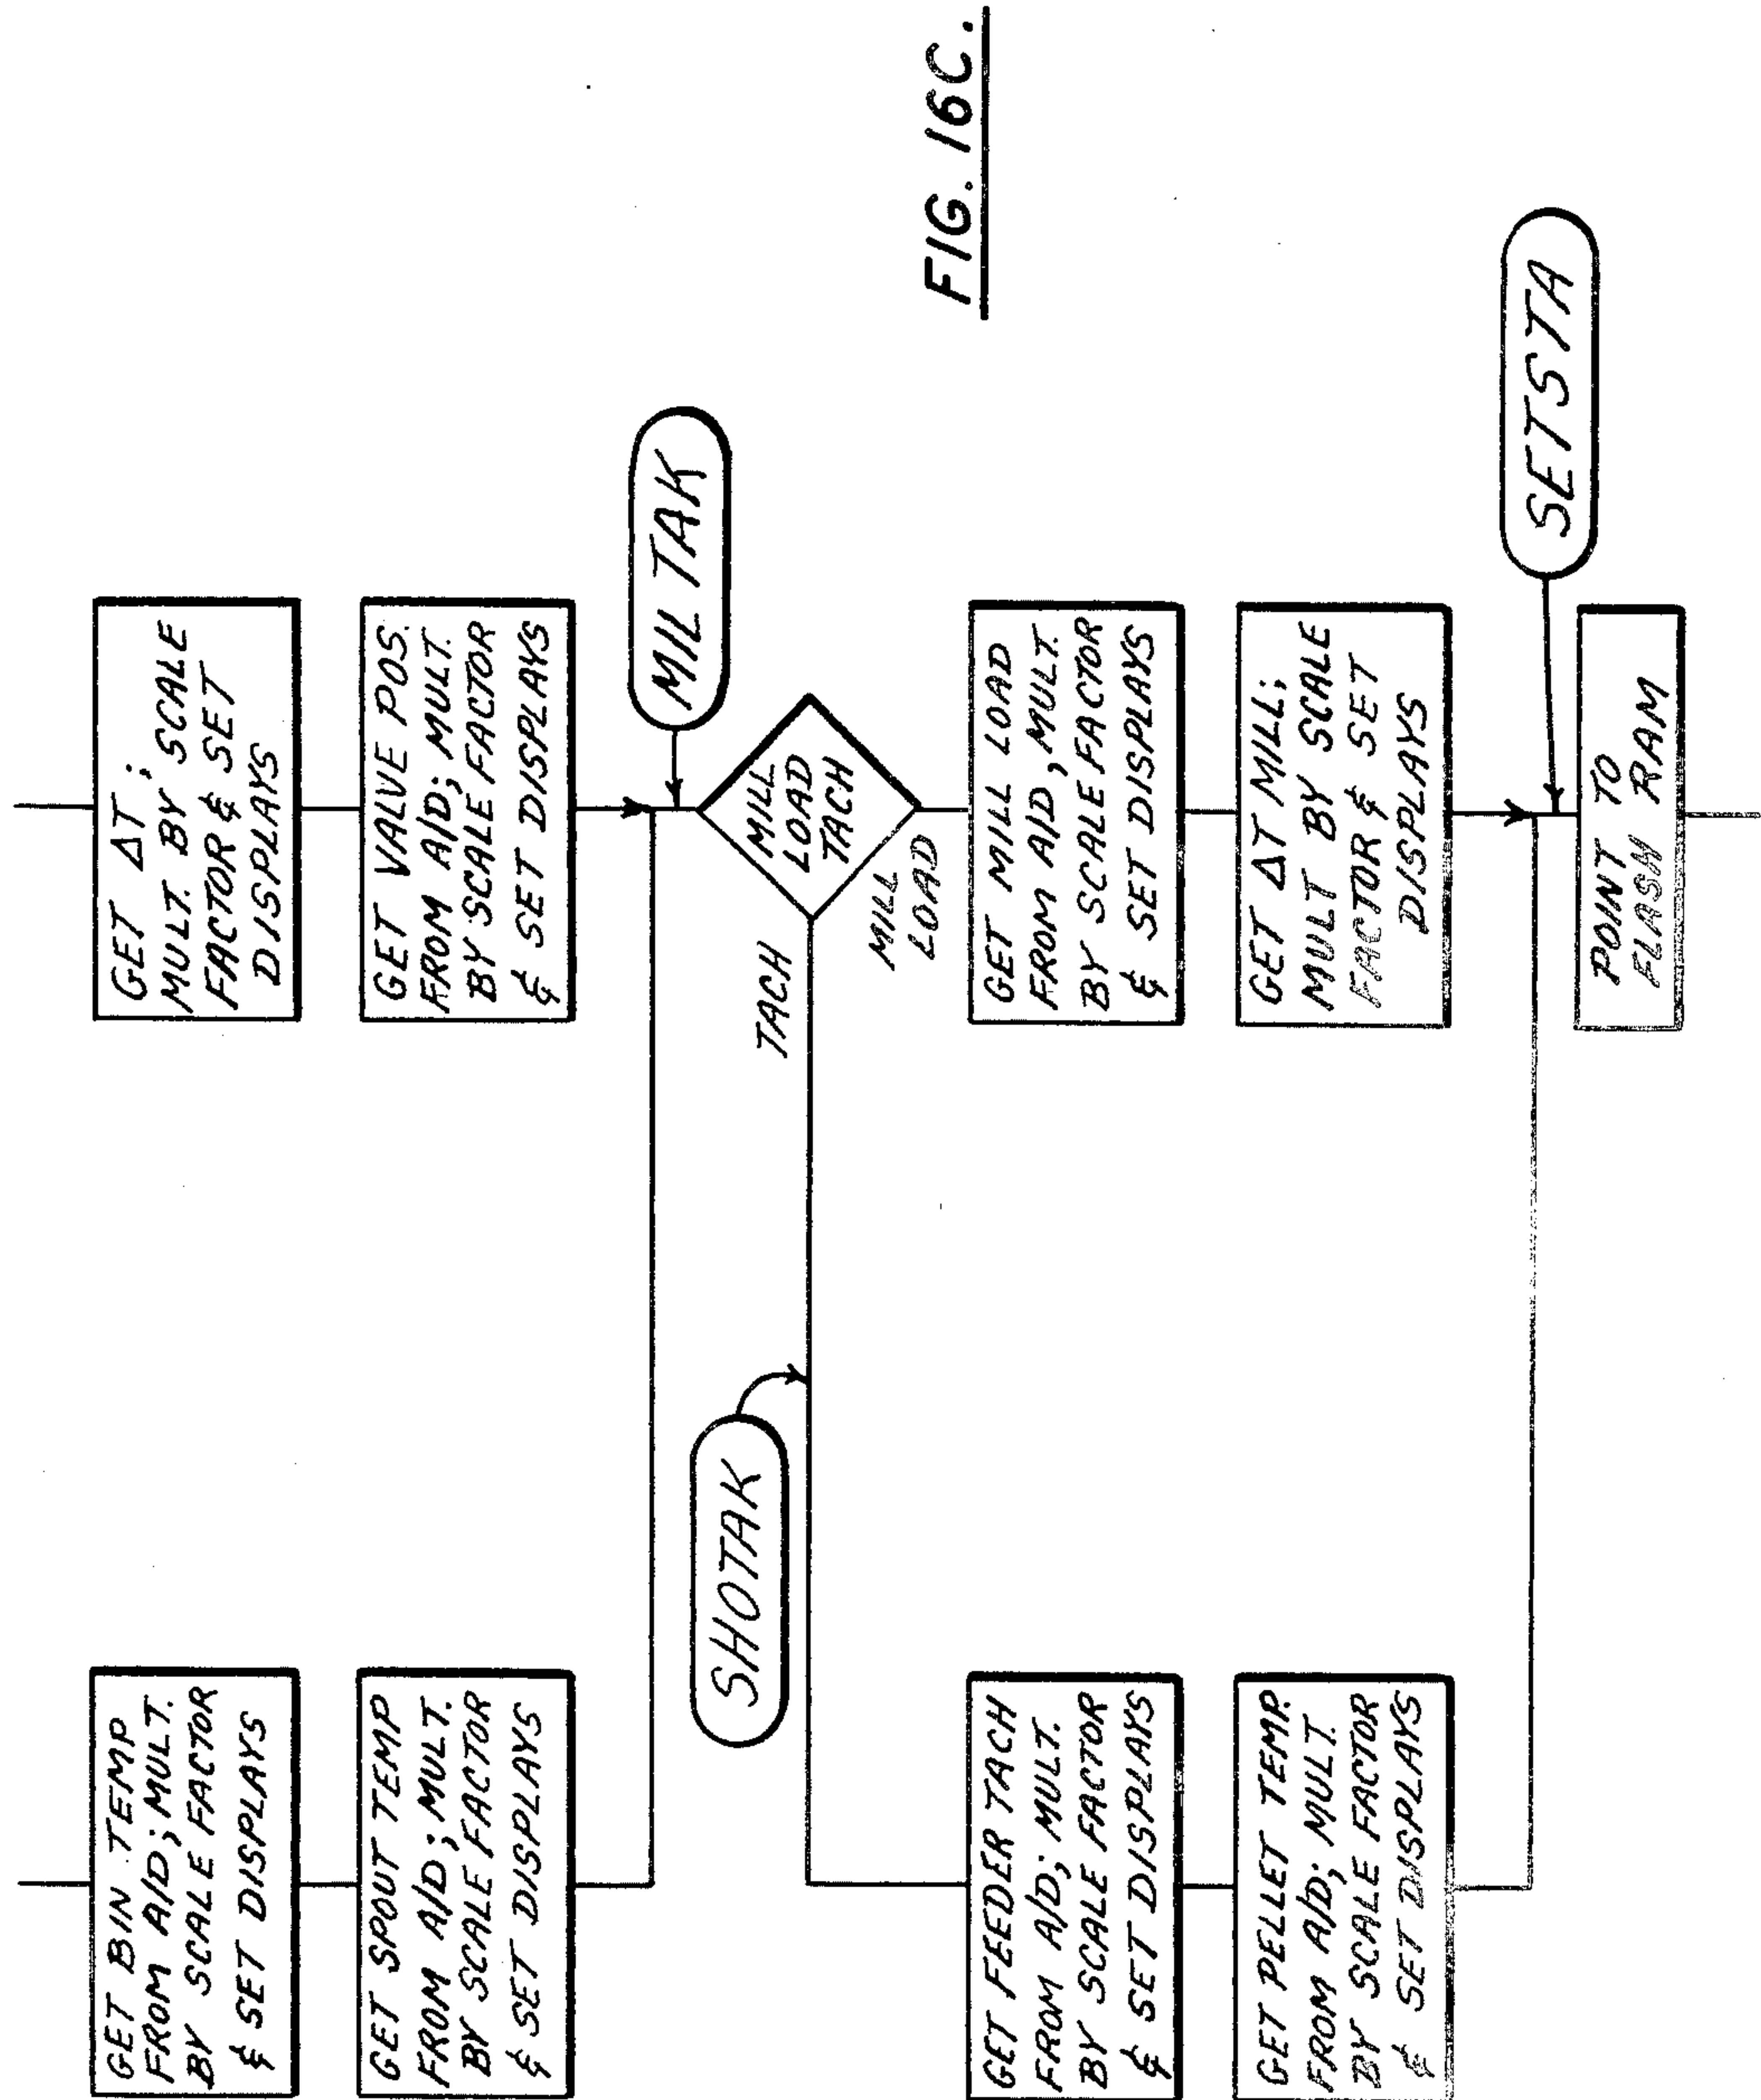 GET BIN TEMP
FROM A/D; MULT.
BY SCALE FACTOR
& SET DISPLAYS
GET SPOUT TEMP
FROM A/D; MULT.
BY SCALE FACTOR
& SET DISPLAYS
GET ΔT;
MULT. BY SCALE
FACTOR & SET
DISPLAYS
GET VALVE POS.
FROM A/D; MULT.
BY SCALE FACTOR
& SET DISPLAYS
MILTAK
SHOTAK
TACH
MILL
LOAD
TACH
MILL
LOAD
GET FEEDER TACH
FROM A/D; MULT.
BY SCALE FACTOR
& SET DISPLAYS
GET PELLET TEMP.
FROM A/D; MULT.
BY SCALE FACTOR
& SET DISPLAYS
GET MILL LOAD
FROM A/D, MULT.
BY SCALE FACTOR
& SET DISPLAYS
GET ΔT MILL;
MULT BY SCALE
FACTOR & SET
DISPLAYS
SETSTA
POINT TO
FLASH RAM
FIG. 16C.